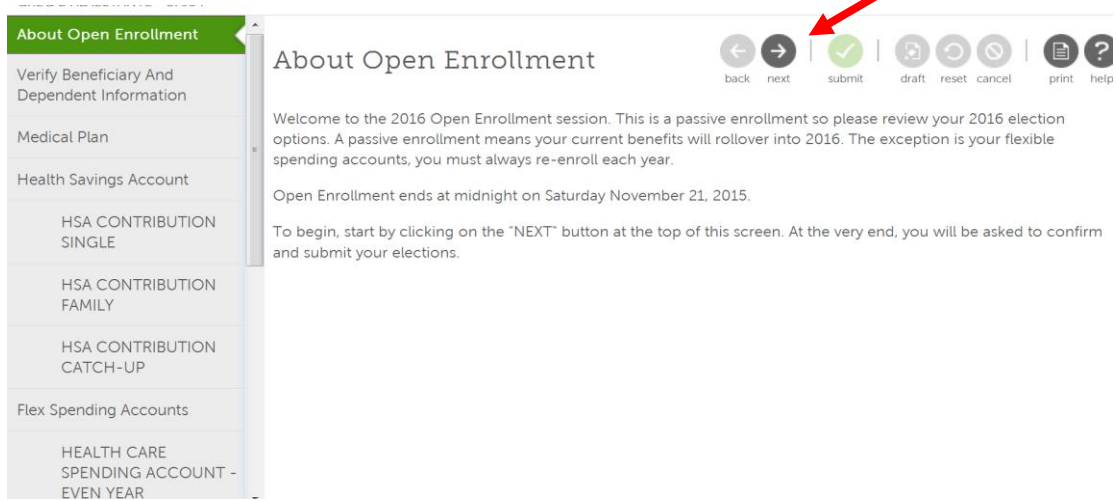 About Open Enrollment
Verify Beneficiary And
Dependent Information
Medical Plan
Health Savings Account
HSA CONTRIBUTION
SINGLE
HSA CONTRIBUTION
FAMILY
HSA CONTRIBUTION
CATCH-UP
Flex Spending Accounts
HEALTH CARE
SPENDING ACCOUNT -
EVEN YEAR
About Open Enrollment
back next submit draft reset cancel print help
Welcome to the 2016 Open Enrollment session. This is a passive enrollment so please review your 2016 election
options. A passive enrollment means your current benefits will rollover into 2016. The exception is your flexible
spending accounts, you must always re-enroll each year.
Open Enrollment ends at midnight on Saturday November 21, 2015.
To begin, start by clicking on the "NEXT" button at the top of this screen. At the very end, you will be asked to confirm
and submit your elections.